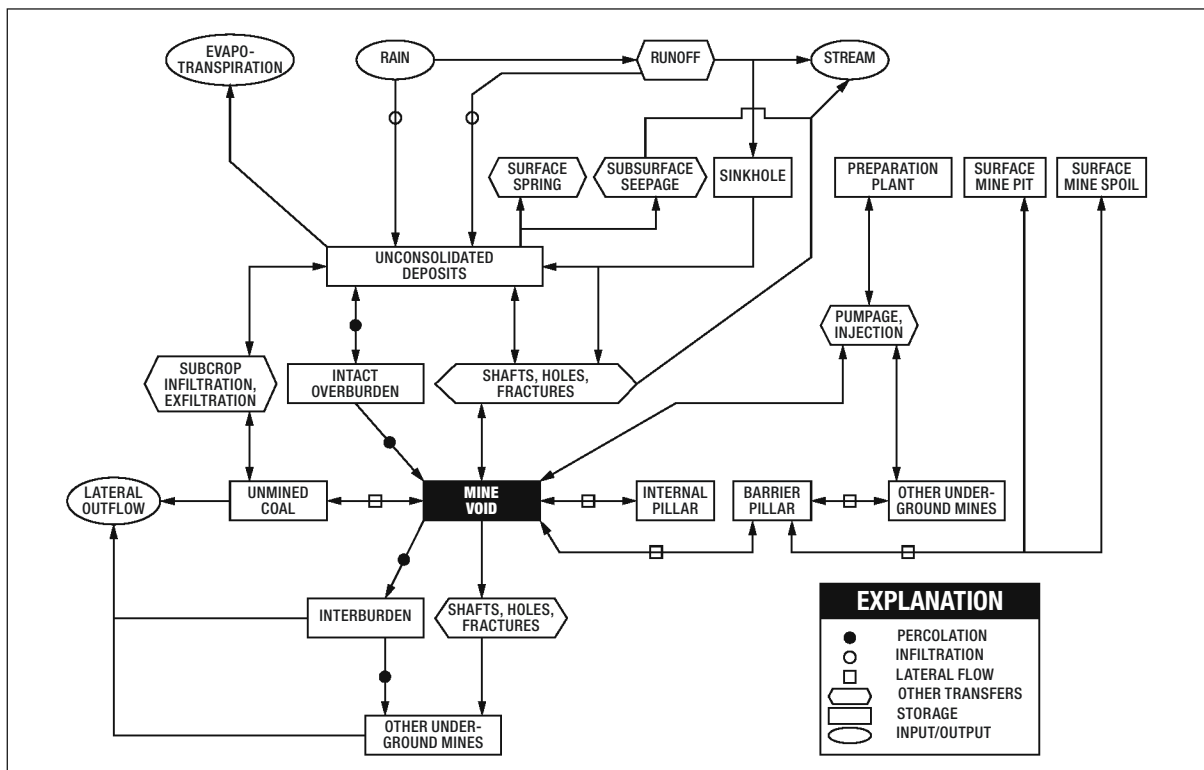 EVAPO-
TRANSPIRATION
RAIN
RUNOFF
STREAM
SURFACE
SPRING
SUBSURFACE
SEEPAGE
SINKHOLE
PREPARATION
PLANT
SURFACE
MINE PIT
SURFACE
MINE SPOIL
UNCONSOLIDATED
DEPOSITS
PUMPAGE,
INJECTION
SUBCROP
INFILTRATION,
EXFILTRATION
INTACT
OVERBURDEN
SHAFTS, HOLES,
FRACTURES
LATERAL
OUTFLOW
UNMINED
COAL
MINE
VOID
INTERNAL
PILLAR
BARRIER
PILLAR
OTHER UNDER-
GROUND MINES
INTERBURDEN
SHAFTS, HOLES,
FRACTURES
OTHER UNDER-
GROUND MINES
EXPLANATION
PERCOLATION
INFILTRATION
LATERAL FLOW
OTHER TRANSFERS
STORAGE
INPUT/OUTPUT